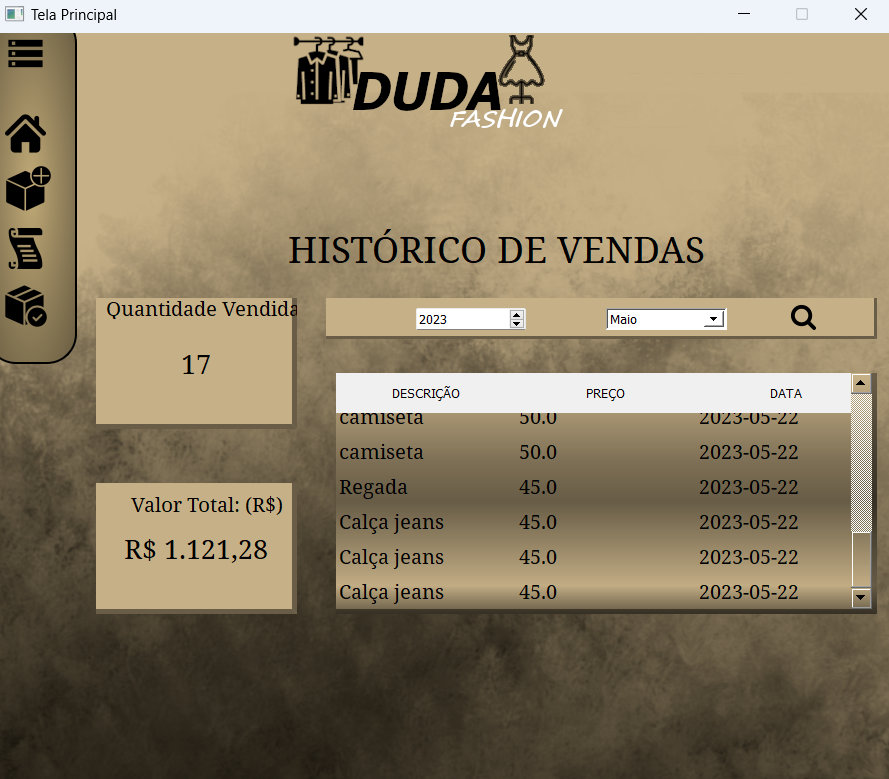 Tela Principal
DUDA
FASHION
HISTÓRICO DE VENDAS
Quantidade Vendida
17
2023
Maio
DESCRIÇÃO PREÇO DATA
camiseta 50.0 2023-05-22
camiseta 50.0 2023-05-22
Regada 45.0 2023-05-22
Calça jeans 45.0 2023-05-22
Calça jeans 45.0 2023-05-22
Calça jeans 45.0 2023-05-22
Valor Total: (R$)
R$ 1.121,28